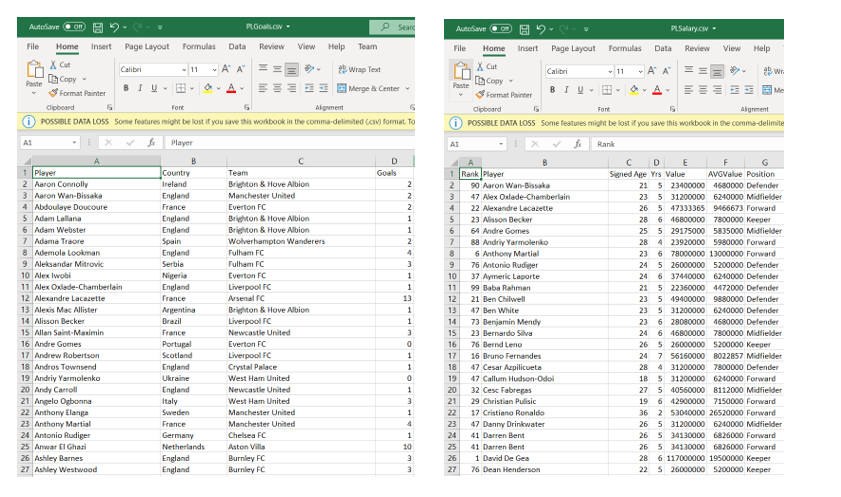 AutoSave Off PLGoals.csv Searc
File Home Insert Page Layout Formulas Data Review View Help Team
Paste Cut Copy Format Painter Calibri 11 A A Wrap Text
B I U A Merge & Center
Clipboard Font Alignment
POSSIBLE DATA LOSS Some features might be lost if you save this workbook in the comma-delimited (.csv) format. To
A1 fx Player
A B C D
1 Player Country Team Goals
2 Aaron Connolly Ireland Brighton & Hove Albion 2
3 Aaron Wan-Bissaka England Manchester United 2
4 Abdoulaye Doucoure France Everton FC 2
5 Adam Lallana England Brighton & Hove Albion 1
6 Adam Webster England Brighton & Hove Albion 1
7 Adama Traore Spain Wolverhampton Wanderers 2
8 Ademola Lookman England Fulham FC 4
9 Aleksandar Mitrovic Serbia Fulham FC 3
10 Alex Iwobi Nigeria Everton FC 1
11 Alex Oxlade-Chamberlain England Liverpool FC 1
12 Alexandre Lacazette France Arsenal FC 13
13 Alexis Mac Allister Argentina Brighton & Hove Albion 1
14 Alisson Becker Brazil Liverpool FC 1
15 Allan Saint-Maximin France Newcastle United 3
16 Andre Gomes Portugal Everton FC 0
17 Andrew Robertson Scotland Liverpool FC 1
18 Andros Townsend England Crystal Palace 1
19 Andriy Yarmolenko Ukraine West Ham United 0
20 Andy Carroll England Newcastle United 1
21 Angelo Ogbonna Italy West Ham United 3
22 Anthony Elanga Sweden Manchester United 1
23 Anthony Martial France Manchester United 4
24 Antonio Rudiger Germany Chelsea FC 1
25 Anwar El Ghazi Netherlands Aston Villa 10
26 Ashley Barnes England Burnley FC 3
27 Ashley Westwood England Burnley FC 3
AutoSave Off PLSalary.csv
File Home Insert Page Layout Formulas Data Review View Help
Paste Cut Copy Format Painter Calibri 11 A A Wr
B I U A Me
Clipboard Font Alignment
POSSIBLE DATA LOSS Some features might be lost if you save this workbook in the comma-delimite
A1 fx Rank
A B C D E F G
1 Rank Player Signed Age Yrs Value AVGValue Position
2 90 Aaron Wan-Bissaka 21 5 23400000 4680000 Defender
3 47 Alex Oxlade-Chamberlain 23 5 31200000 6240000 Midfielder
4 22 Alexandre Lacazette 26 5 47333365 9466673 Forward
5 23 Alisson Becker 28 6 46800000 7800000 Keeper
6 64 Andre Gomes 25 5 29175000 5835000 Midfielder
7 88 Andriy Yarmolenko 28 4 23920000 5980000 Forward
8 6 Anthony Martial 23 6 78000000 13000000 Forward
9 76 Antonio Rudiger 24 5 26000000 5200000 Defender
10 37 Aymeric Laporte 24 6 37440000 6240000 Defender
11 99 Baba Rahman 21 5 22360000 4472000 Defender
12 21 Ben Chilwell 23 5 49400000 9880000 Defender
13 47 Ben White 23 5 31200000 6240000 Defender
14 73 Benjamin Mendy 23 6 28080000 4680000 Defender
15 23 Bernardo Silva 24 6 46800000 7800000 Midfielder
16 76 Bernd Leno 26 5 26000000 5200000 Keeper
17 16 Bruno Fernandes 24 7 56160000 8022857 Midfielder
18 47 Cesar Azpilicueta 28 4 31200000 7800000 Defender
19 47 Callum Hudson-Odoi 18 5 31200000 6240000 Forward
20 32 Cesc Fabregas 27 5 40560000 8112000 Midfielder
21 29 Christian Pulisic 19 6 42900000 7150000 Forward
22 17 Cristiano Ronaldo 36 2 53040000 26520000 Forward
23 47 Danny Drinkwater 26 5 31200000 6240000 Midfielder
24 41 Darren Bent 26 5 34130000 6826000 Forward
25 41 Darren Bent 26 5 34130000 6826000 Forward
26 1 David De Gea 28 6 117000000 19500000 Keeper
27 76 Dean Henderson 22 5 26000000 5200000 Keeper